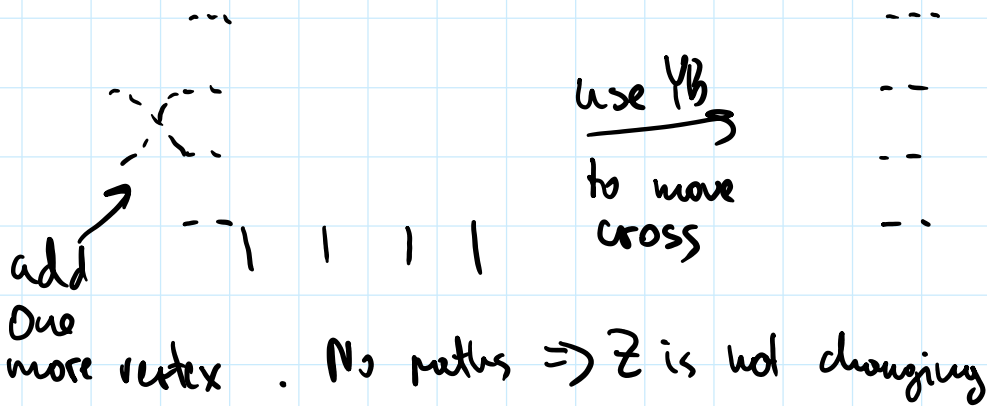 use YB
to move
cross
add
One
more vertex . No paths => Z is not changing